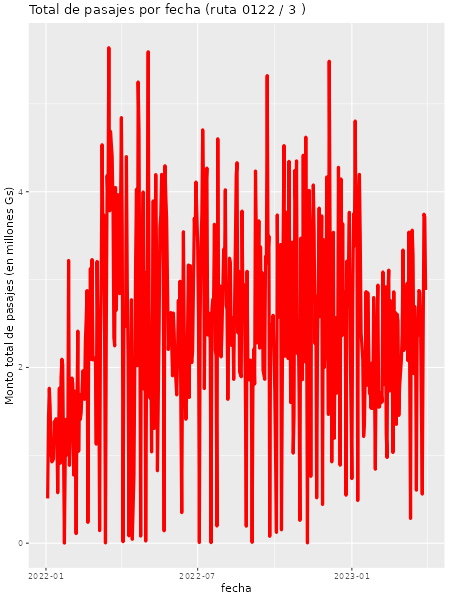 Total de pasajes por fecha (ruta 0122 / 3 )
Monto total de pasajes (en millones Gs)
4
2
0
2022-01
2022-07
2023-01
fecha